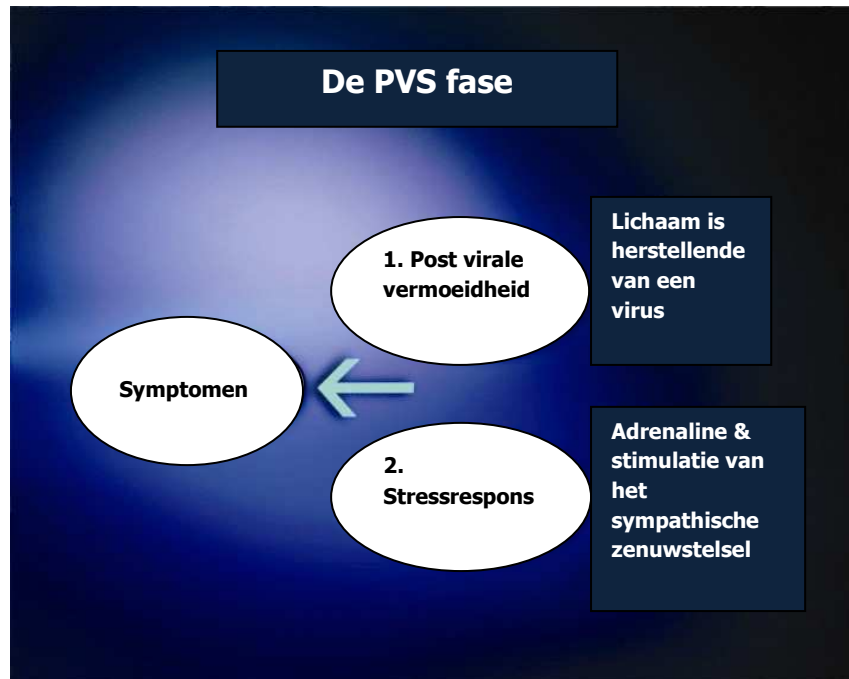 De PVS fase
1. Post virale
vermoeidheid
Lichaam is
herstellende
van een
virus
Symptomen
2.
Stressrespons
Adrenaline &
stimulatie van
het
sympathische
zenuwstelsel